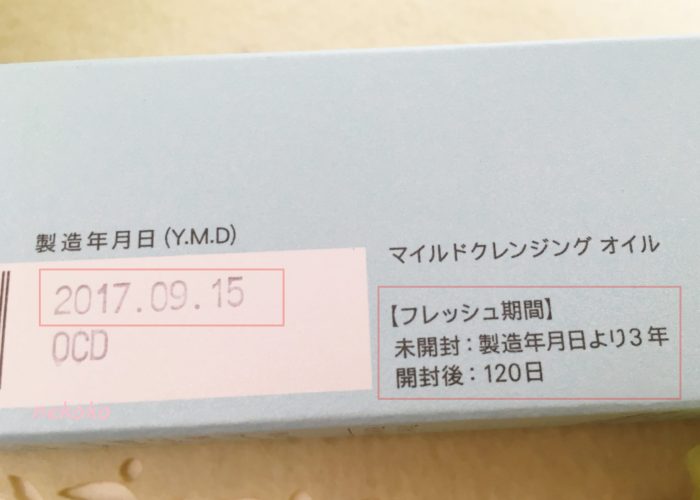 製造年月日(Y.M.D)
2017.09.15
OCD
マイルドクレンジング オイル
【フレッシュ期間】
未開封:製造年月日より3年
開封後:120日
nekoko